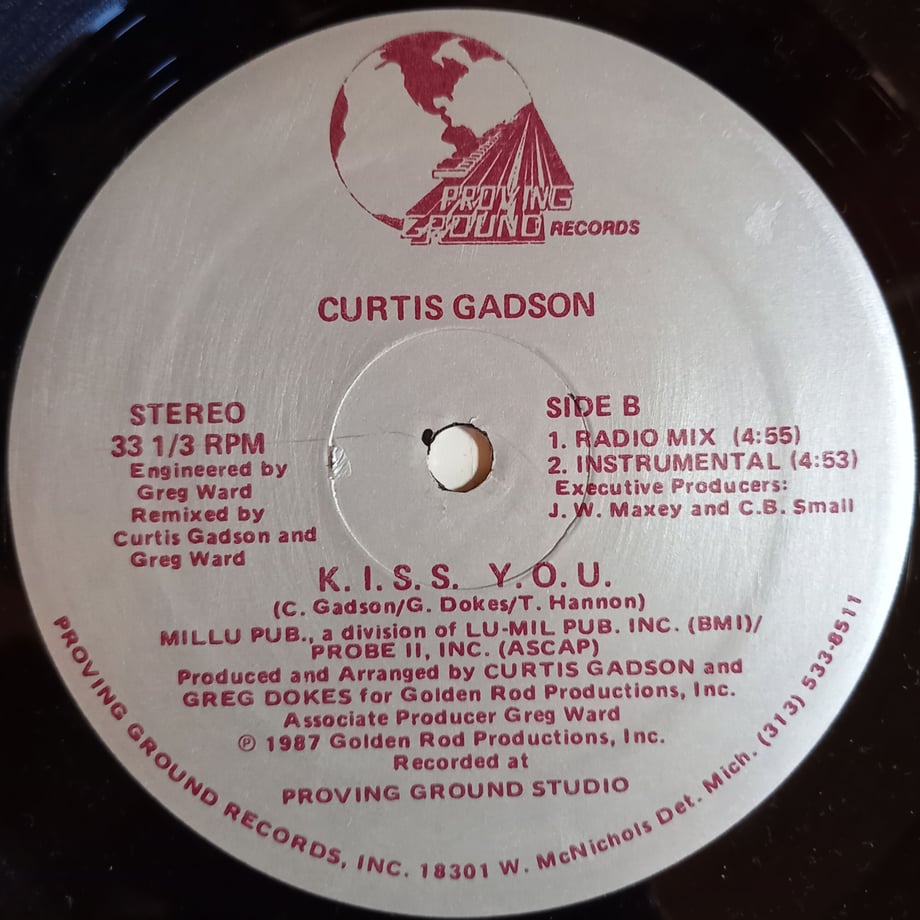 PROVING
GROUND RECORDS
CURTIS GADSON
STEREO
33 1/3 RPM
Engineered by
Greg Ward
Remixed by
Curtis Gadson and
Greg Ward
SIDE B
1. RADIO MIX (4:55)
2. INSTRUMENTAL (4:53)
Executive Producers:
J. W. Maxey and C.B. Small
K. I. S. S. Y. O. U.
(C. Gadson/G. Dokes/T. Hannon)
MILLU PUB., a division of LU-MIL PUB. INC. (BMI)/
PROBE II, INC. (ASCAP)
Produced and Arranged by CURTIS GADSON and
GREG DOKES for Golden Rod Productions, Inc.
Associate Producer Greg Ward
℗ 1987 Golden Rod Productions, Inc.
Recorded at
PROVING GROUND STUDIO
PROVING GROUND RECORDS, INC. 18301 W. McNichols Det. Mich. (313) 533-8511